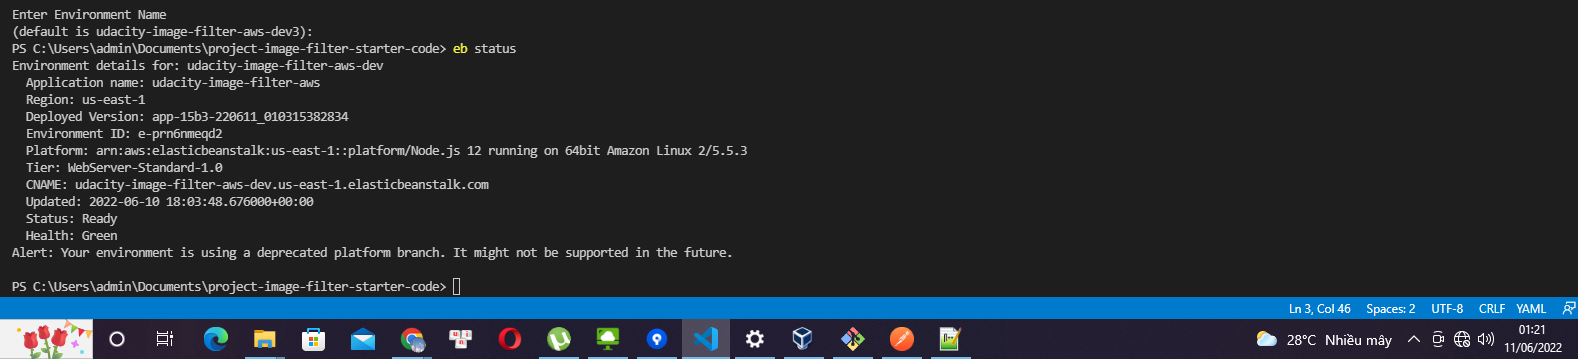 Enter Environment Name
(default is udacity-image-filter-aws-dev3):
PS C:\Users\admin\Documents\project-image-filter-starter-code> eb status
Environment details for: udacity-image-filter-aws-dev
  Application name: udacity-image-filter-aws
  Region: us-east-1
  Deployed Version: app-15b3-220611_010315382834
  Environment ID: e-prn6nmeqd2
  Platform: arn:aws:elasticbeanstalk:us-east-1::platform/Node.js 12 running on 64bit Amazon Linux 2/5.5.3
  Tier: WebServer-Standard-1.0
  CNAME: udacity-image-filter-aws-dev.us-east-1.elasticbeanstalk.com
  Updated: 2022-06-10 18:03:48.676000+00:00
  Status: Ready
  Health: Green
Alert: Your environment is using a deprecated platform branch. It might not be supported in the future.
PS C:\Users\admin\Documents\project-image-filter-starter-code>
Ln 3, Col 46 Spaces: 2 UTF-8 CRLF YAML
28°C Nhiều mây
01:21
11/06/2022